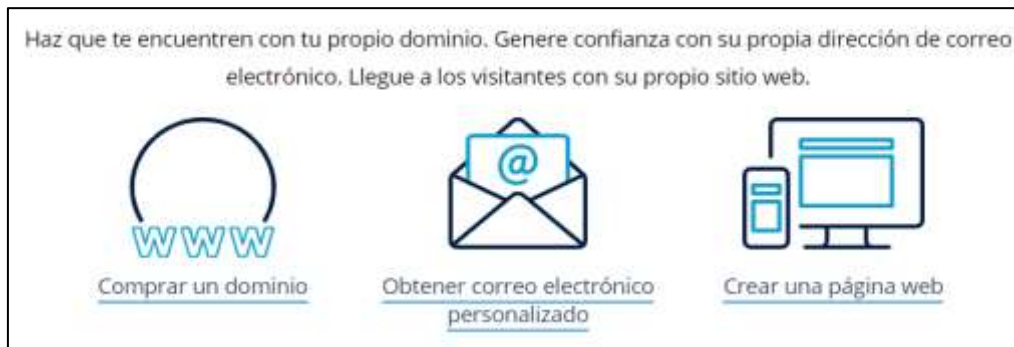 Haz que te encuentren con tu propio dominio. Genere confianza con su propia dirección de correo
electrónico. Llegue a los visitantes con su propio sitio web.
@
WWW
Comprar un dominio
Obtener correo electrónico
personalizado
Crear una página web